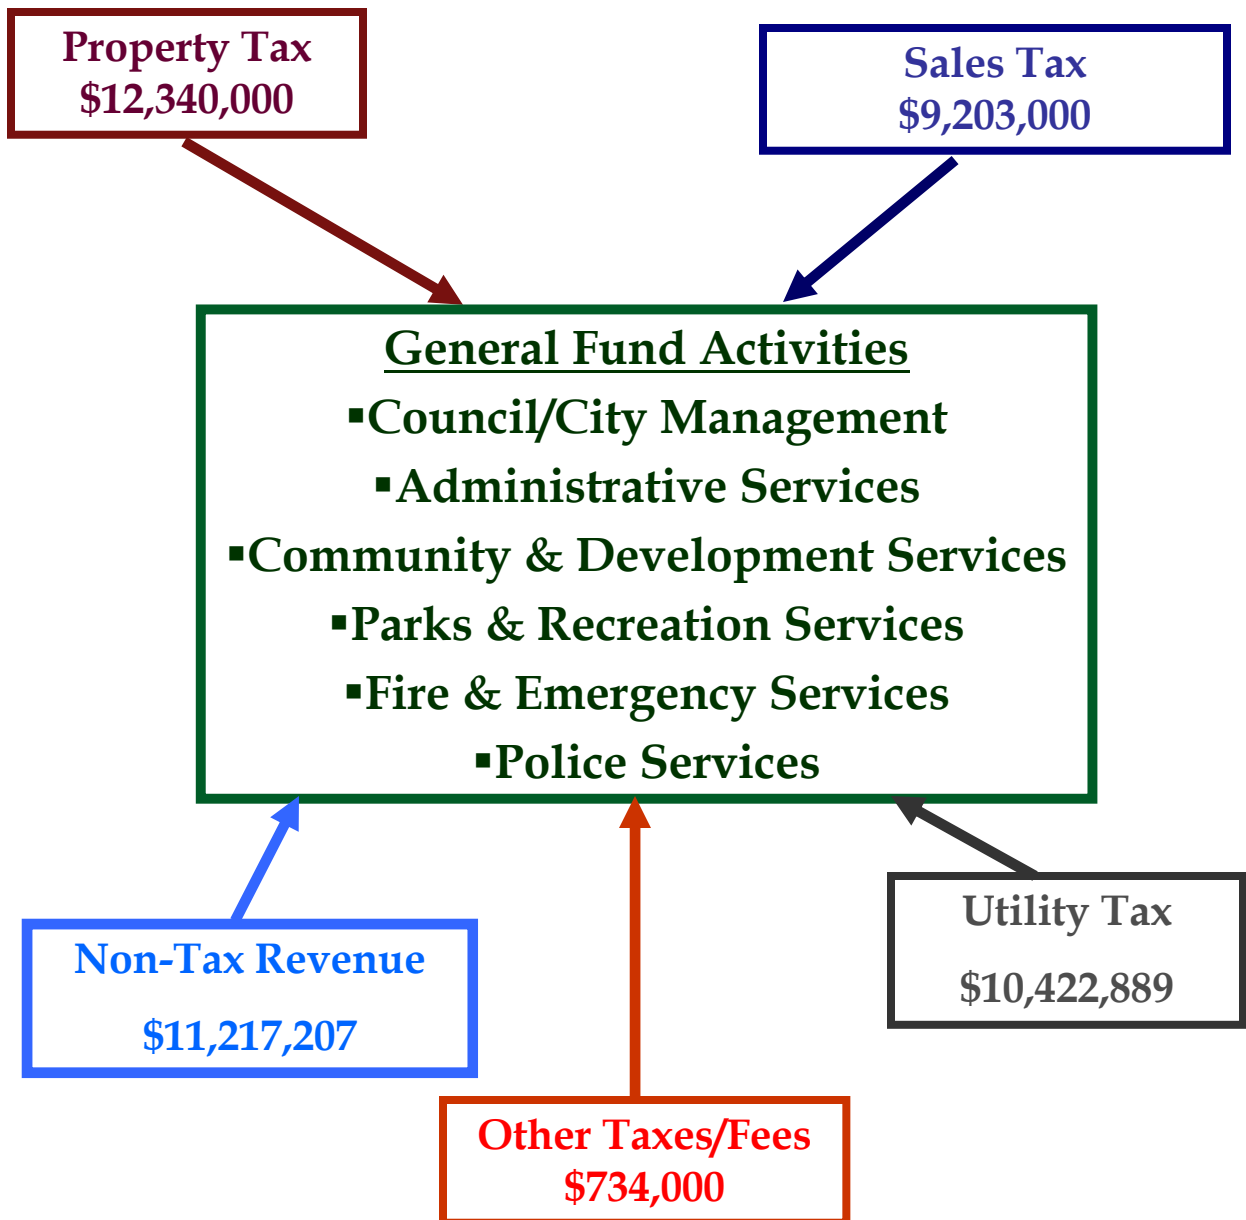 Property Tax
$12,340,000
Sales Tax
$9,203,000
General Fund Activities
▪Council/City Management
▪Administrative Services
▪Community & Development Services
▪Parks & Recreation Services
▪Fire & Emergency Services
▪Police Services
Non-Tax Revenue
$11,217,207
Utility Tax
$10,422,889
Other Taxes/Fees
$734,000